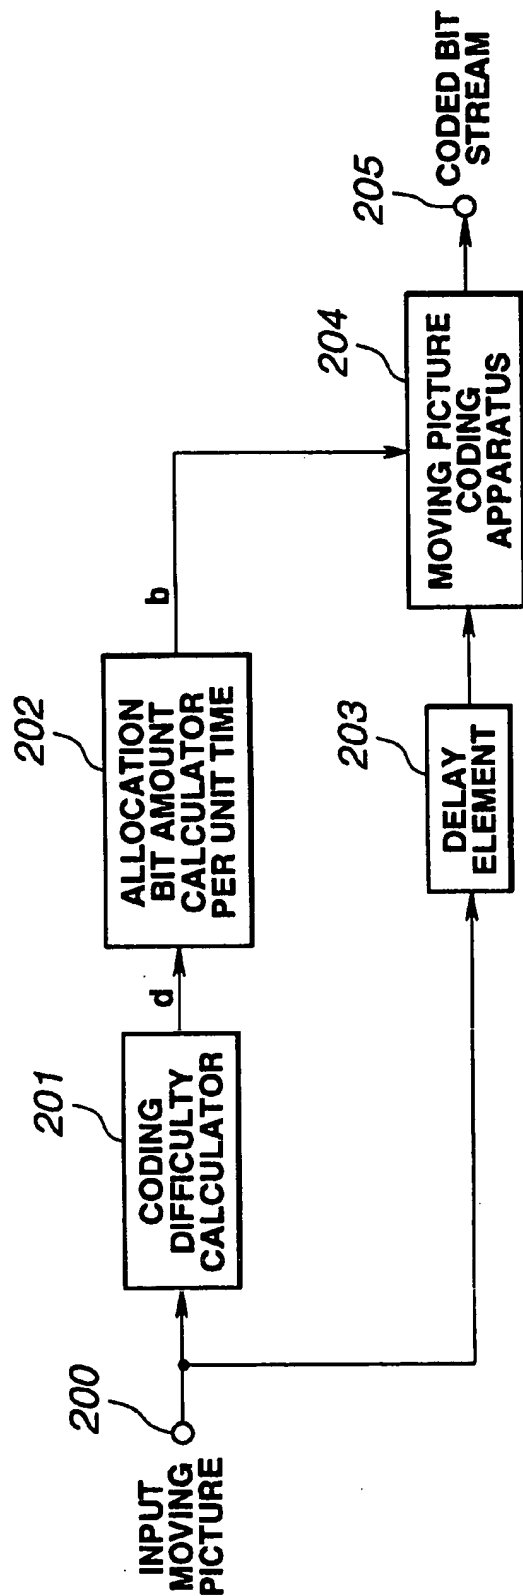 200
INPUT
MOVING
PICTURE
201
CODING
DIFFICULTY
CALCULATOR
d
202
ALLOCATION
BIT AMOUNT
CALCULATOR
PER UNIT TIME
b
203
DELAY
ELEMENT
204
MOVING PICTURE
CODING
APPARATUS
205
CODED BIT
STREAM